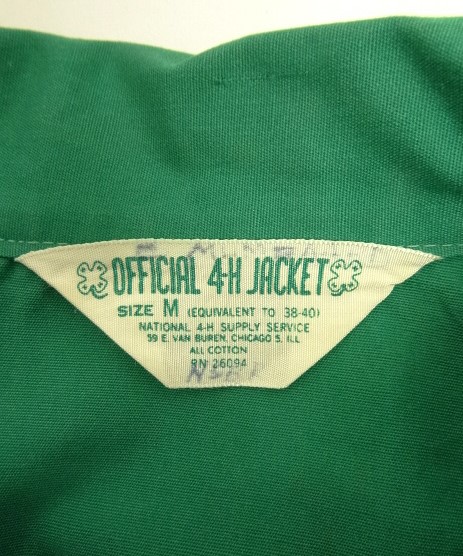 OFFICIAL 4-H JACKET
SIZE M (EQUIVALENT TO 38-40)
NATIONAL 4-H SUPPLY SERVICE
59 E. VAN BUREN, CHICAGO 5, ILL
ALL COTTON
RN 26094